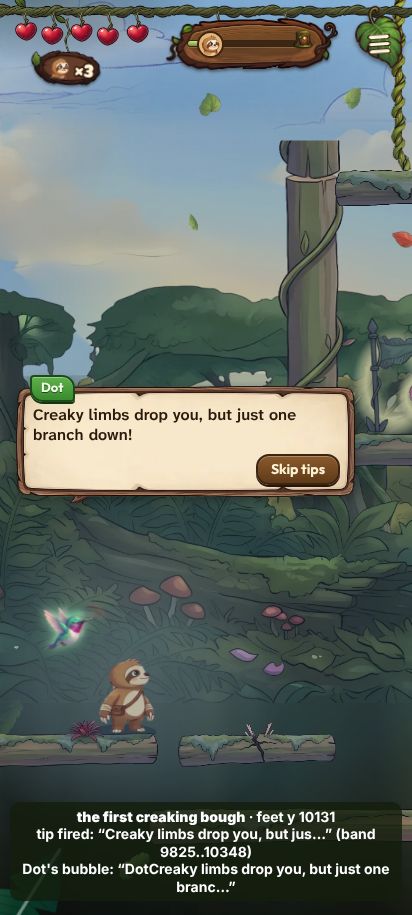 ×3
Dot
Creaky limbs drop you, but just one
branch down!
Skip tips
the first creaking bough · feet y 10131
tip fired: “Creaky limbs drop you, but jus…” (band
9825..10348)
Dot's bubble: “DotCreaky limbs drop you, but just one
branc…”